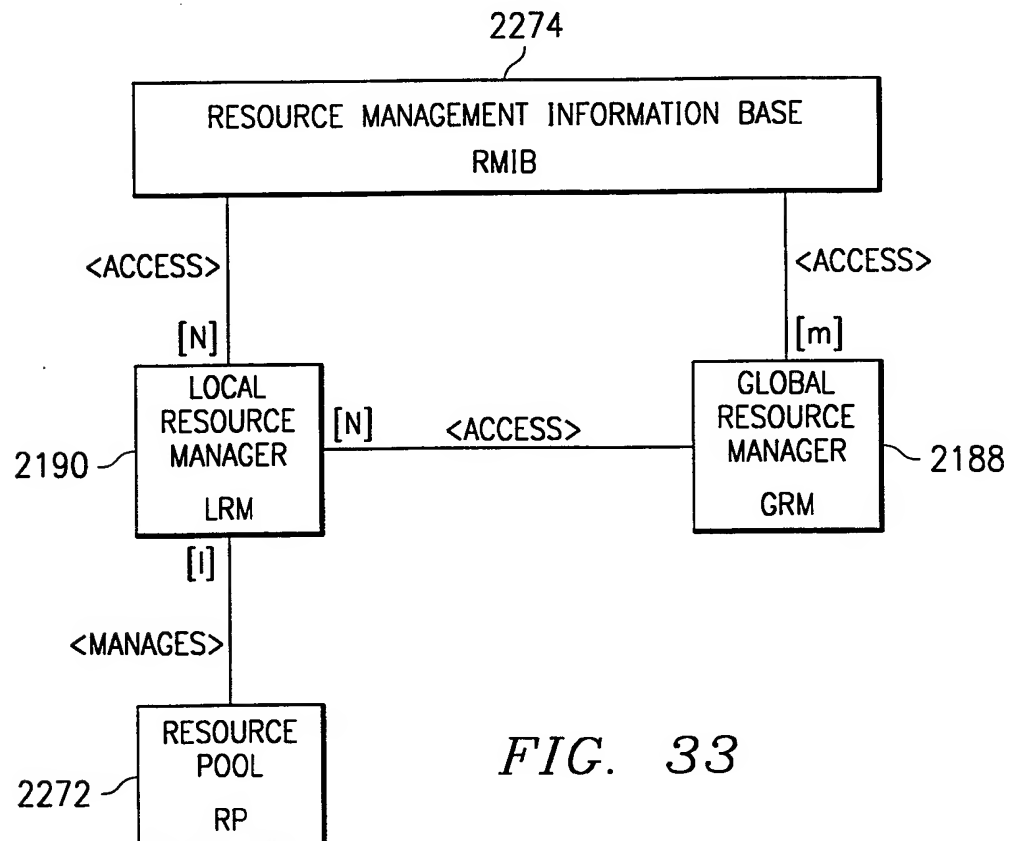 2274
RESOURCE MANAGEMENT INFORMATION BASE
RMIB
<ACCESS>
<ACCESS>
[N]
[m]
LOCAL
RESOURCE
MANAGER
LRM
[N]
<ACCESS>
GLOBAL
RESOURCE
MANAGER
GRM
2190
2188
[I]
<MANAGES>
RESOURCE
POOL
RP
2272
FIG. 33